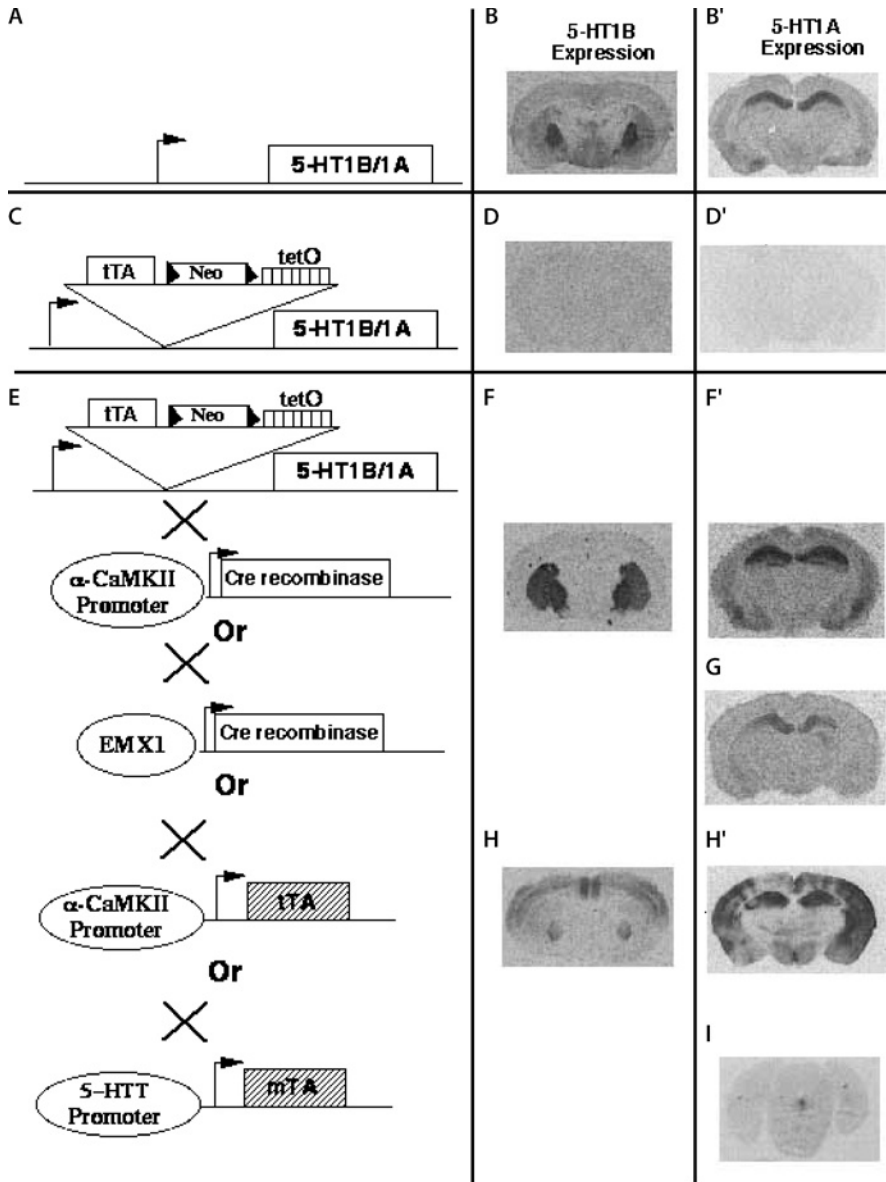 A
B
5-HT1B
Expression
B'
5-HT1A
Expression
5-HT1B/1A
C
tTA
Neo
tetO
5-HT1B/1A
D
D'
E
tTA
Neo
tetO
5-HT1B/1A
F
F'
α-CaMKII
Promoter
Cre recombinase
Or
EMX1
Cre recombinase
G
Or
H
H'
α-CaMKII
Promoter
tTA
Or
I
5-HTT
Promoter
mTA